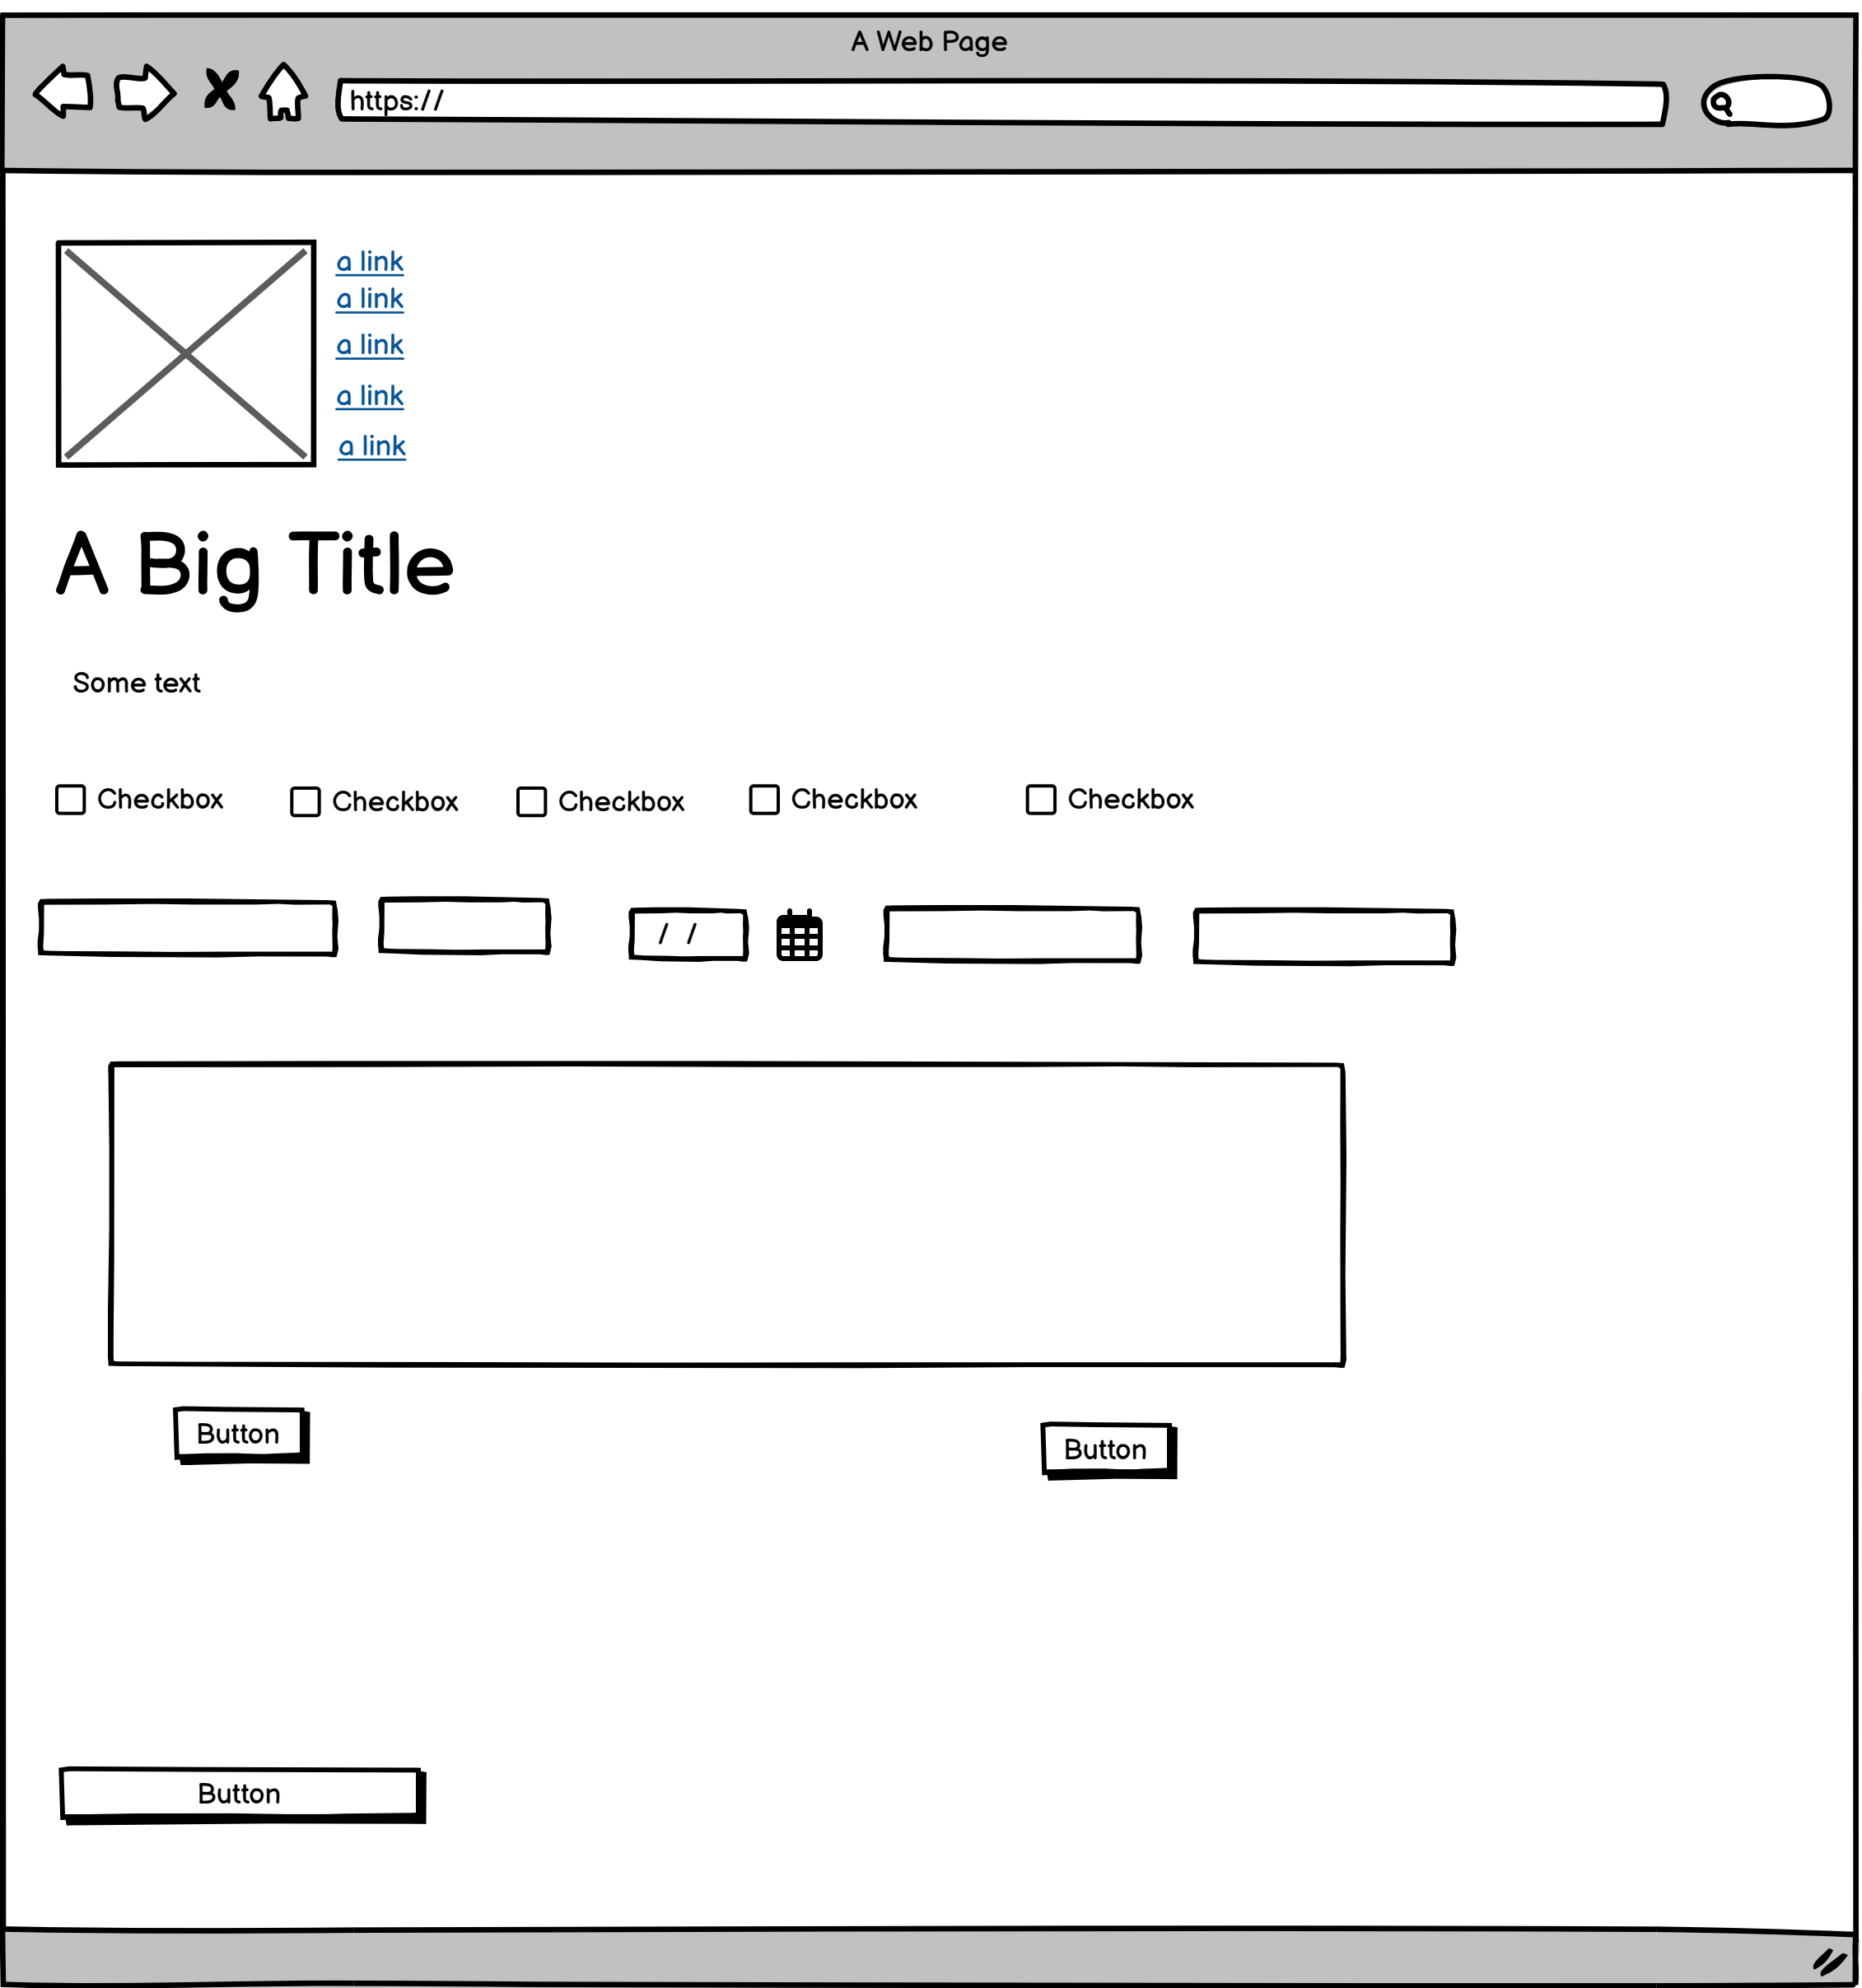 A Web Page
https://
a link
a link
a link
a link
a link
A Big Title
Some text
Checkbox Checkbox Checkbox Checkbox Checkbox
/ /
Button Button
Button